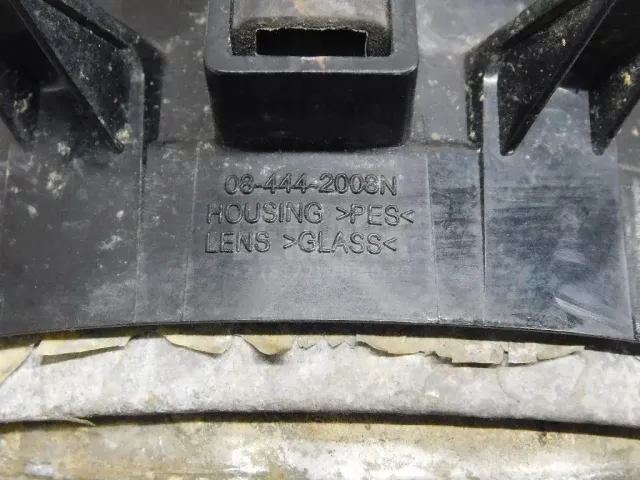 08-444-2008N
HOUSING >PES<
LENS >GLASS<